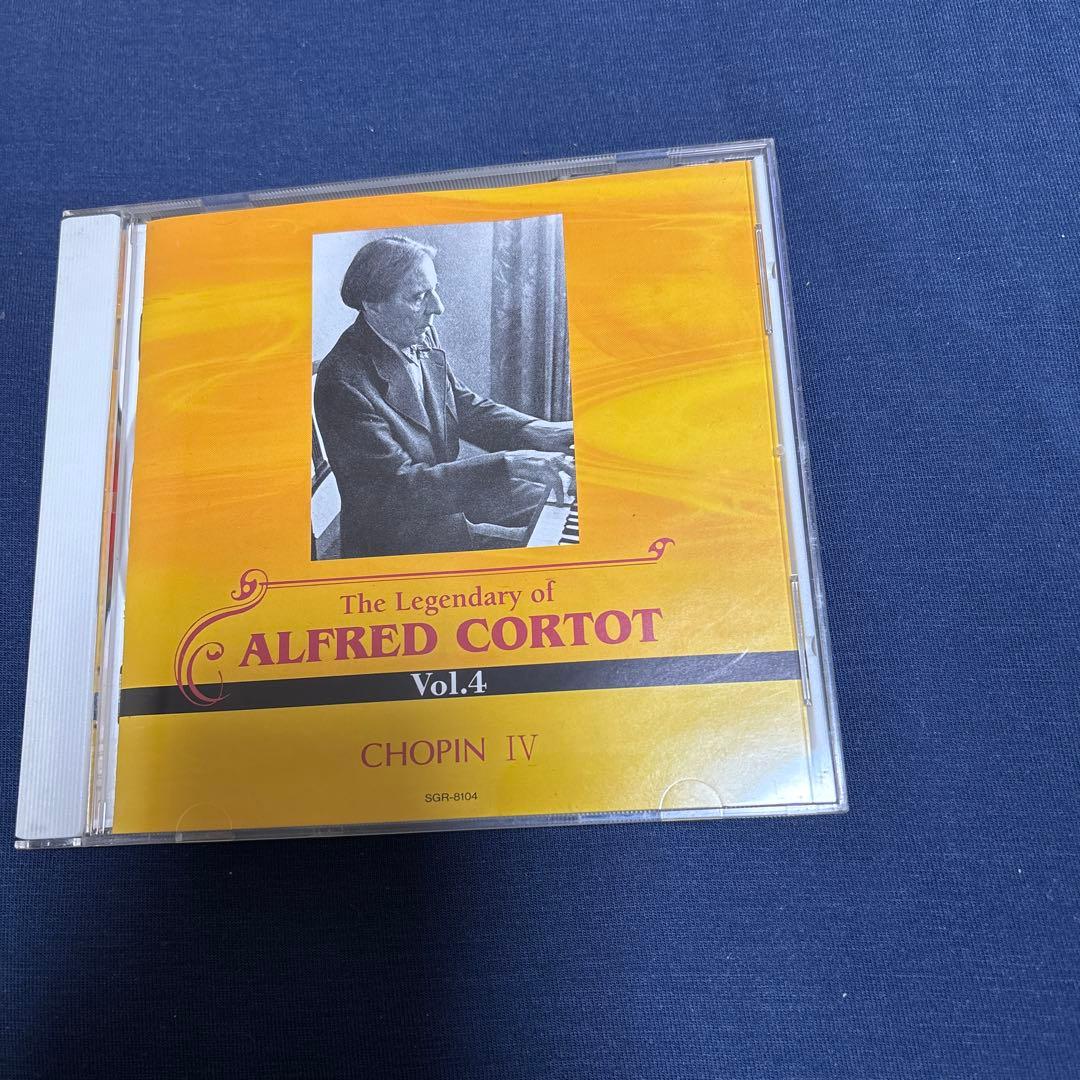 The Legendary of
ALFRED CORTOT
Vol.4
CHOPIN IV
SGR-8104